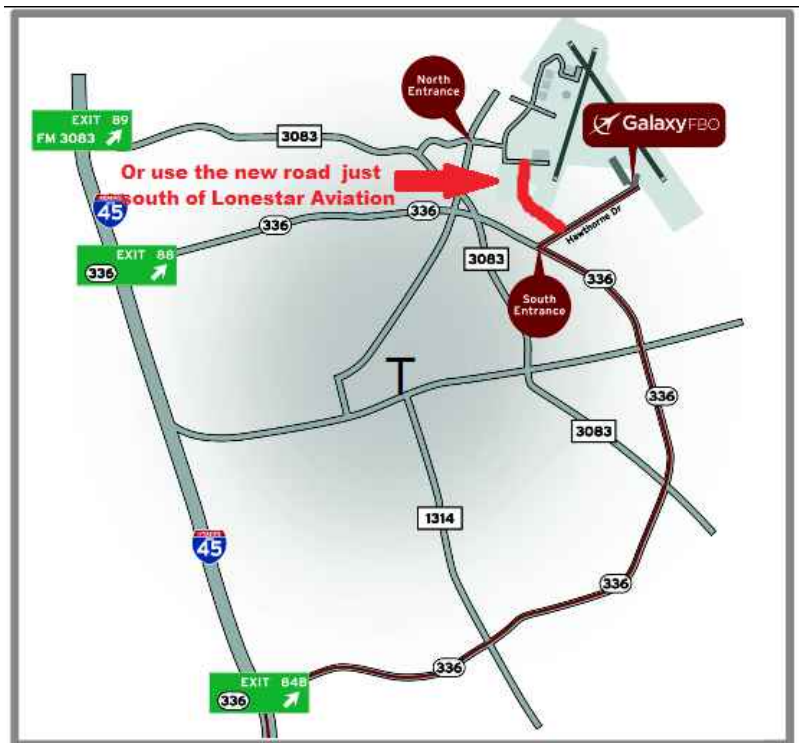 EXIT 89
FM 3083
North
Entrance
3083
Galaxy FBO
Or use the new road just
south of Lonestar Aviation
INTERSTATE
45
336
336
Hawthorne Dr
EXIT 88
336
3083
336
South
Entrance
T
336
3083
1314
INTERSTATE
45
336
336
EXIT 84B
336